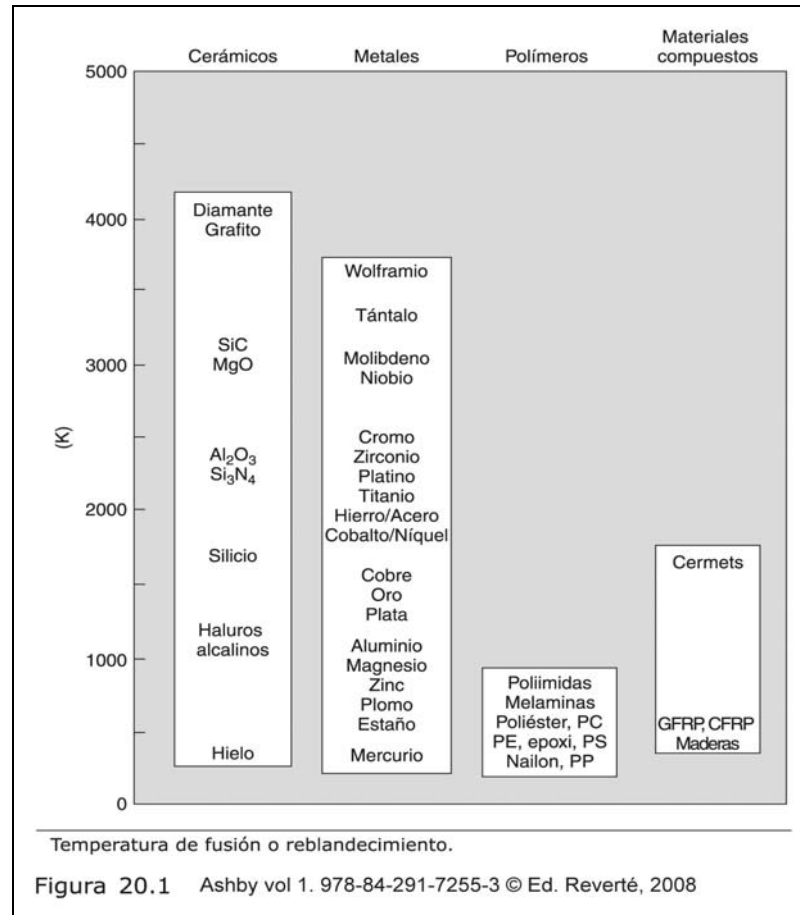 Cerámicos
Metales
Polímeros
Materiales
compuestos
(K)
5000
4000
3000
2000
1000
0
Diamante
Grafito
SiC
MgO
Al₂O₃
Si₃N₄
Silicio
Haluros
alcalinos
Hielo
Wolframio
Tántalo
Molibdeno
Niobio
Cromo
Zirconio
Platino
Titanio
Hierro/Acero
Cobalto/Níquel
Cobre
Oro
Plata
Aluminio
Magnesio
Zinc
Plomo
Estaño
Mercurio
Poliimidas
Melaminas
Poliéster, PC
PE, epoxi, PS
Nailon, PP
Cermets
GFRP, CFRP
Maderas
Temperatura de fusión o reblandecimiento.
Figura 20.1 Ashby vol 1. 978-84-291-7255-3 © Ed. Reverté, 2008